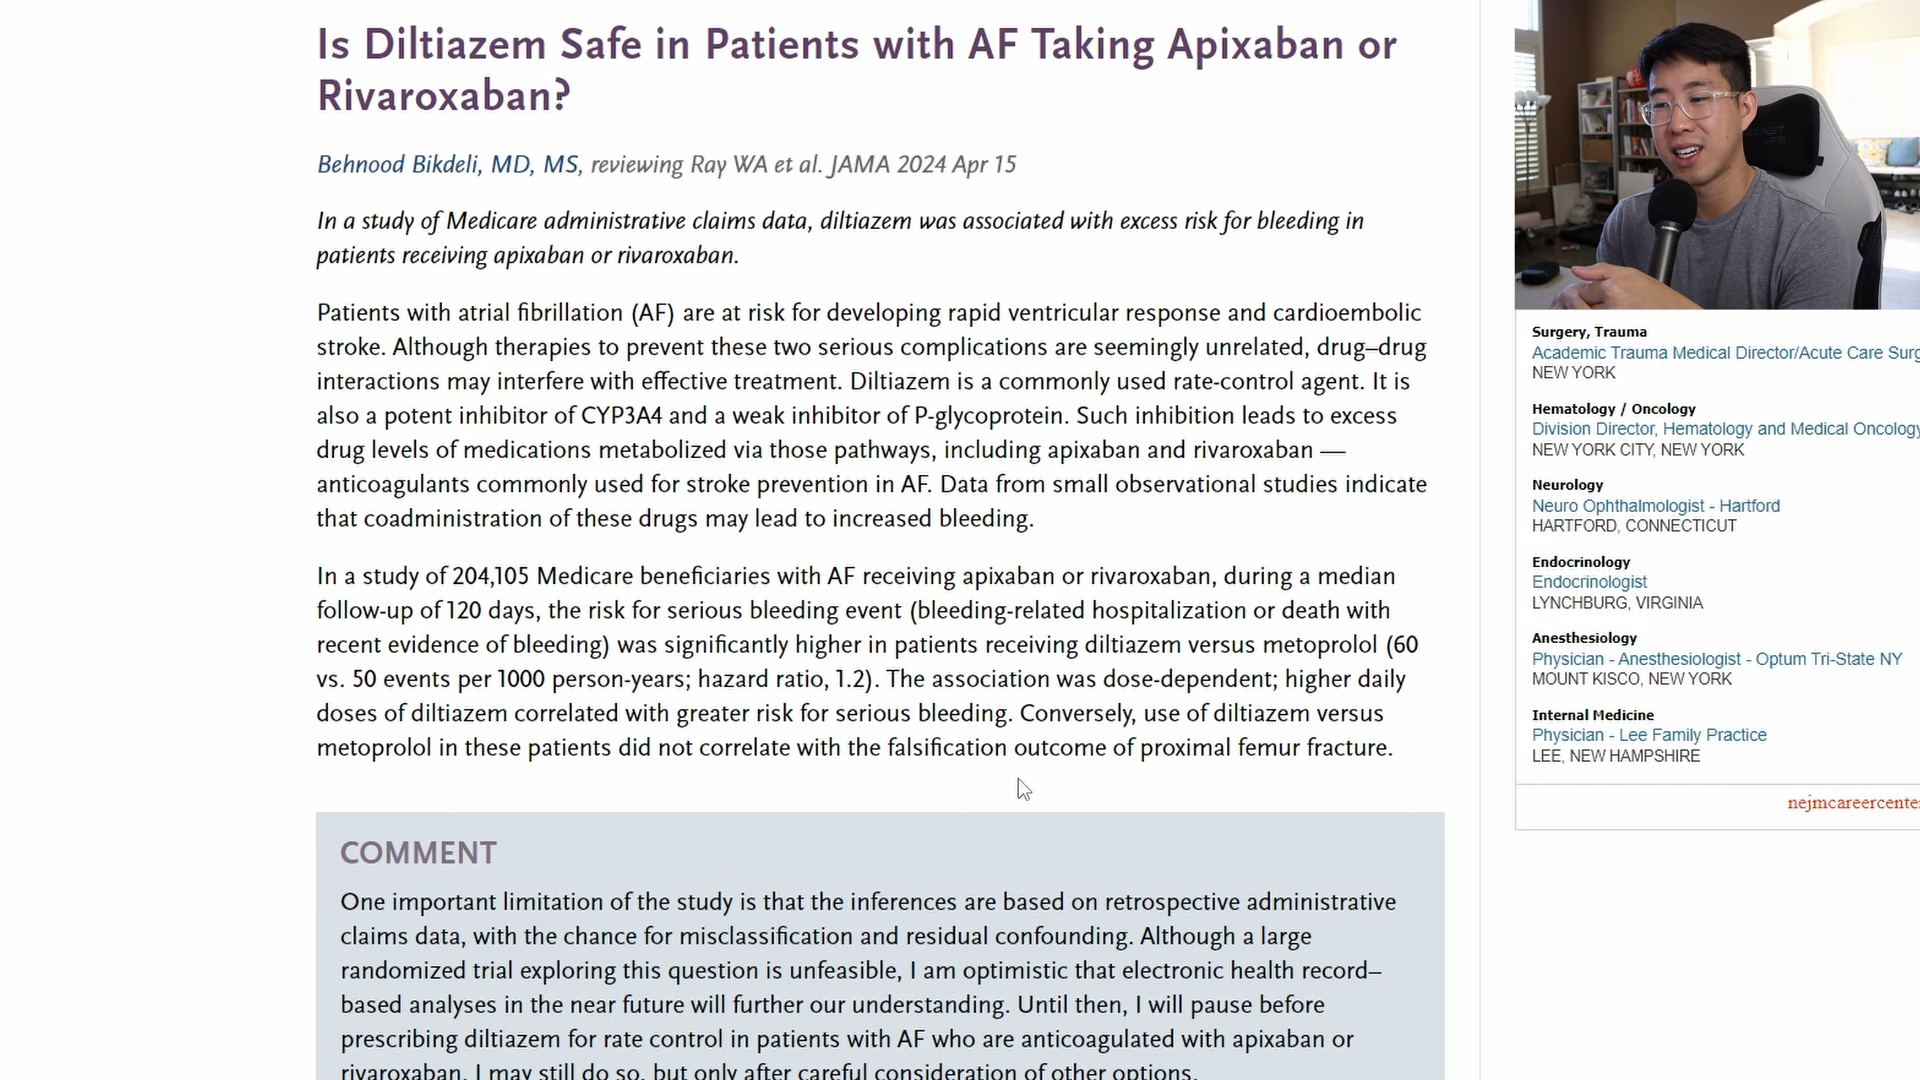 Is Diltiazem Safe in Patients with AF Taking Apixaban or
Rivaroxaban?
Behnood Bikdeli, MD, MS, reviewing Ray WA et al. JAMA 2024 Apr 15
In a study of Medicare administrative claims data, diltiazem was associated with excess risk for bleeding in
patients receiving apixaban or rivaroxaban.
Patients with atrial fibrillation (AF) are at risk for developing rapid ventricular response and cardioembolic
stroke. Although therapies to prevent these two serious complications are seemingly unrelated, drug–drug
interactions may interfere with effective treatment. Diltiazem is a commonly used rate-control agent. It is
also a potent inhibitor of CYP3A4 and a weak inhibitor of P-glycoprotein. Such inhibition leads to excess
drug levels of medications metabolized via those pathways, including apixaban and rivaroxaban —
anticoagulants commonly used for stroke prevention in AF. Data from small observational studies indicate
that coadministration of these drugs may lead to increased bleeding.
In a study of 204,105 Medicare beneficiaries with AF receiving apixaban or rivaroxaban, during a median
follow-up of 120 days, the risk for serious bleeding event (bleeding-related hospitalization or death with
recent evidence of bleeding) was significantly higher in patients receiving diltiazem versus metoprolol (60
vs. 50 events per 1000 person-years; hazard ratio, 1.2). The association was dose-dependent; higher daily
doses of diltiazem correlated with greater risk for serious bleeding. Conversely, use of diltiazem versus
metoprolol in these patients did not correlate with the falsification outcome of proximal femur fracture.
COMMENT
One important limitation of the study is that the inferences are based on retrospective administrative
claims data, with the chance for misclassification and residual confounding. Although a large
randomized trial exploring this question is unfeasible, I am optimistic that electronic health record–
based analyses in the near future will further our understanding. Until then, I will pause before
prescribing diltiazem for rate control in patients with AF who are anticoagulated with apixaban or
rivaroxaban. I may still do so, but only after careful consideration of other options.
Surgery, Trauma
Academic Trauma Medical Director/Acute Care Surg
NEW YORK
Hematology / Oncology
Division Director, Hematology and Medical Oncology
NEW YORK CITY, NEW YORK
Neurology
Neuro Ophthalmologist - Hartford
HARTFORD, CONNECTICUT
Endocrinology
Endocrinologist
LYNCHBURG, VIRGINIA
Anesthesiology
Physician - Anesthesiologist - Optum Tri-State NY
MOUNT KISCO, NEW YORK
Internal Medicine
Physician - Lee Family Practice
LEE, NEW HAMPSHIRE
nejmcareercente